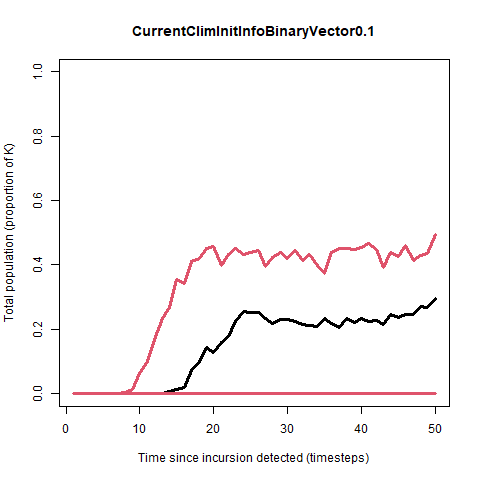 CurrentClimInitInfoBinaryVector0.1
Total population (proportion of K)
1.0
0.8
0.6
0.4
0.2
0.0
0 10 20 30 40 50
Time since incursion detected (timesteps)